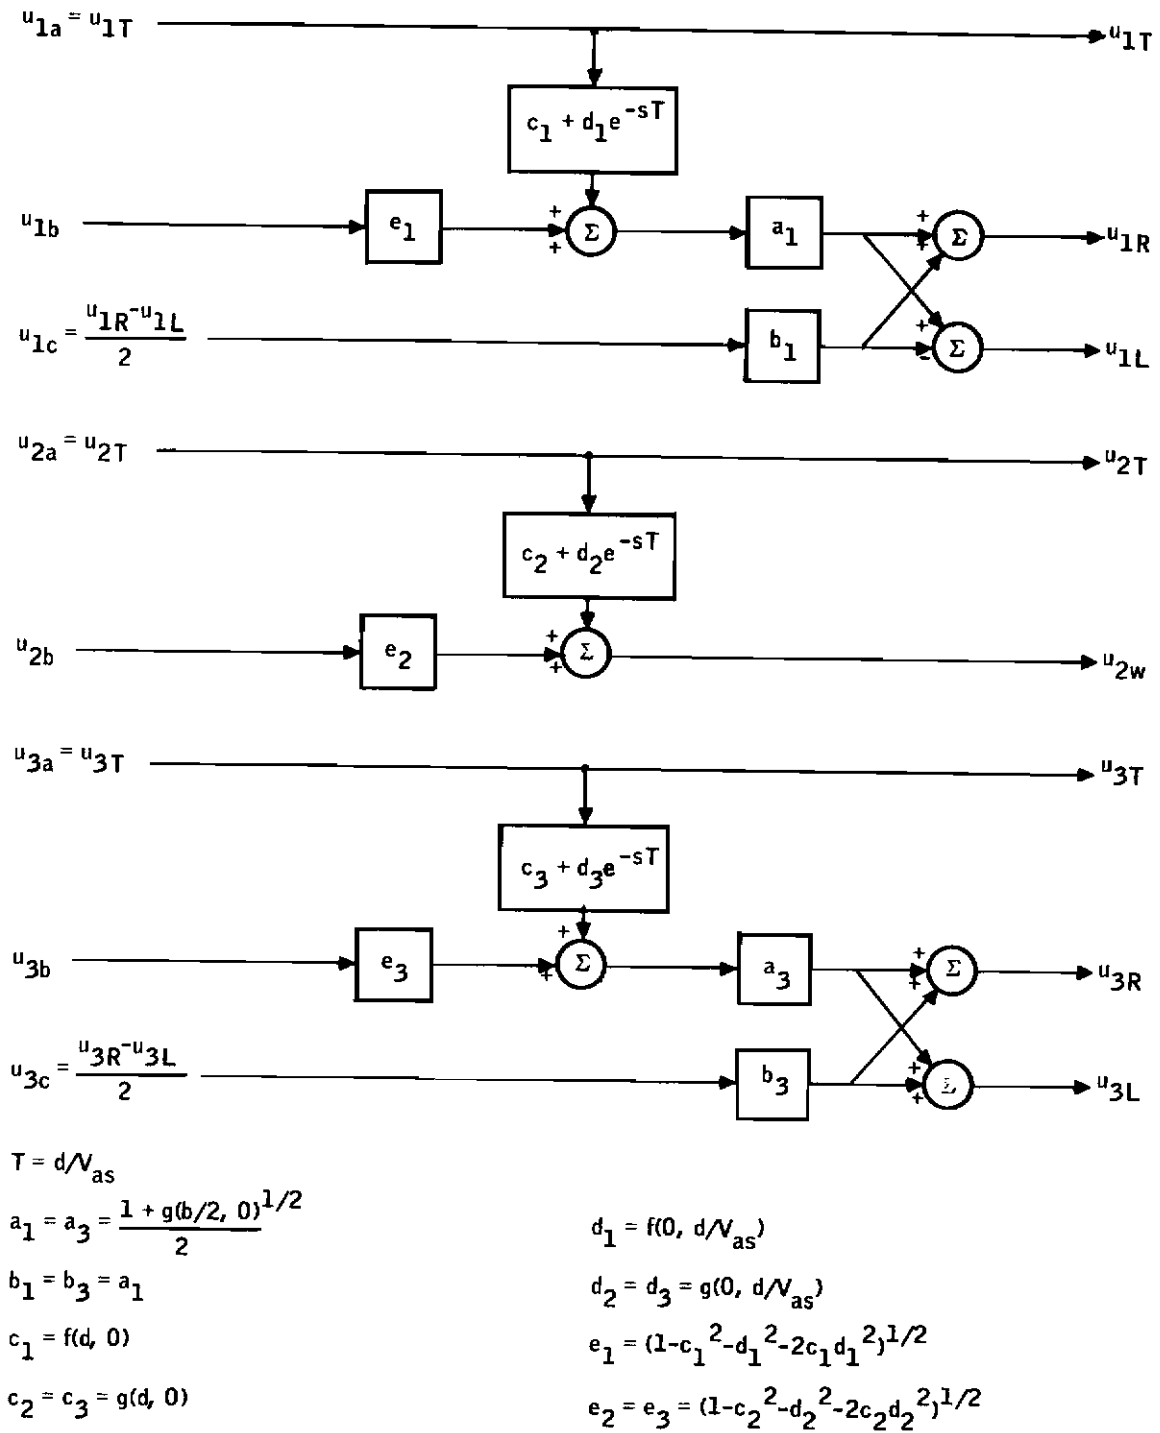 u1a = u1T
u1T
c1 + d1e^-sT
u1b
e1
+
+
Σ
a1
+
+
Σ
u1R
u1c = (u1R-u1L)/2
b1
+
-
Σ
u1L
u2a = u2T
u2T
c2 + d2e^-sT
u2b
e2
+
+
Σ
u2w
u3a = u3T
u3T
c3 + d3e^-sT
u3b
e3
+
+
Σ
a3
+
+
Σ
u3R
u3c = (u3R-u3L)/2
b3
+
+
Σ
u3L
T = d/Vas
a1 = a3 = (1 + g(b/2, 0)^1/2)/2
b1 = b3 = a1
c1 = f(d, 0)
c2 = c3 = g(d, 0)
d1 = f(0, d/Vas)
d2 = d3 = g(0, d/Vas)
e1 = (1-c1^2-d1^2-2c1d1^2)^1/2
e2 = e3 = (1-c2^2-d2^2-2c2d2^2)^1/2